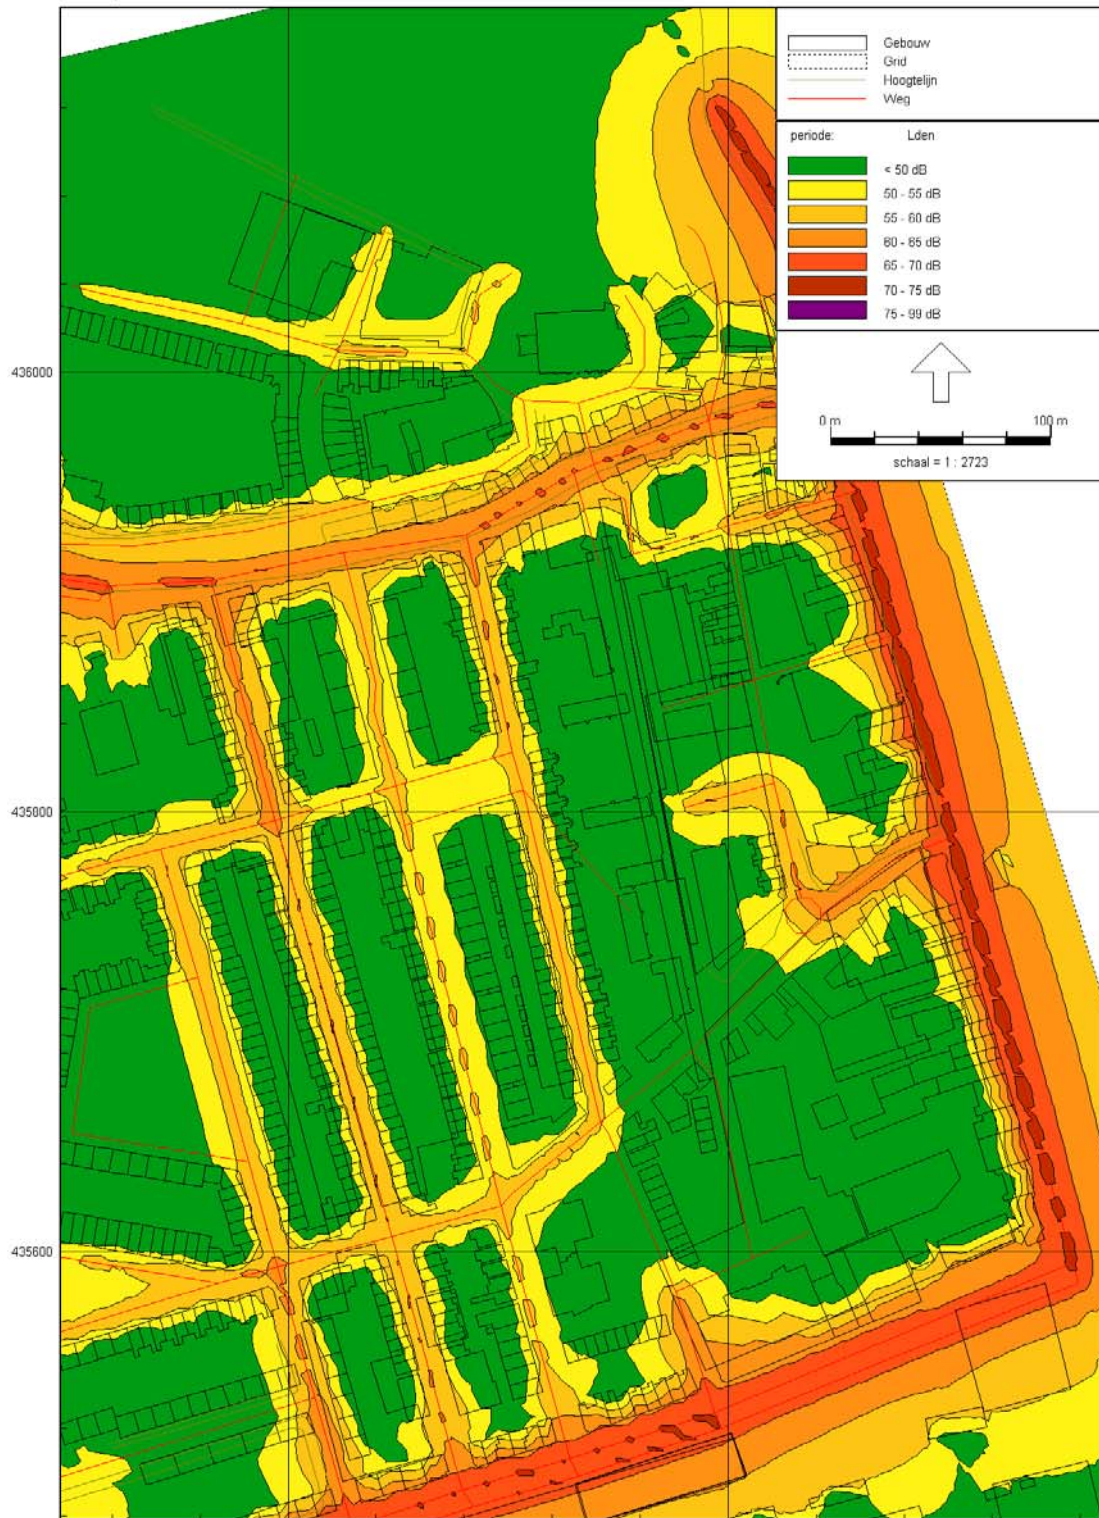 Gebouw
Grid
Hoogtelijn
Weg
periode: Lden
< 50 dB
50 - 55 dB
55 - 60 dB
60 - 65 dB
65 - 70 dB
70 - 75 dB
75 - 99 dB
0 m 100 m
schaal = 1 : 2723
436000
435800
435600